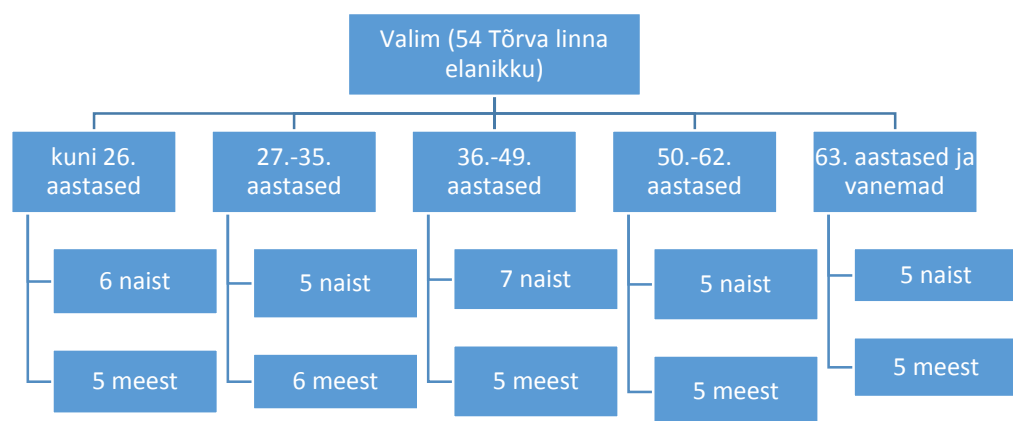 Valim (54 Tõrva linna
elanikku)
kuni 26.
aastased
27.-35.
aastased
36.-49.
aastased
50.-62.
aastased
63. aastased ja
vanemad
6 naist
5 naist
7 naist
5 naist
5 naist
5 meest
6 meest
5 meest
5 meest
5 meest